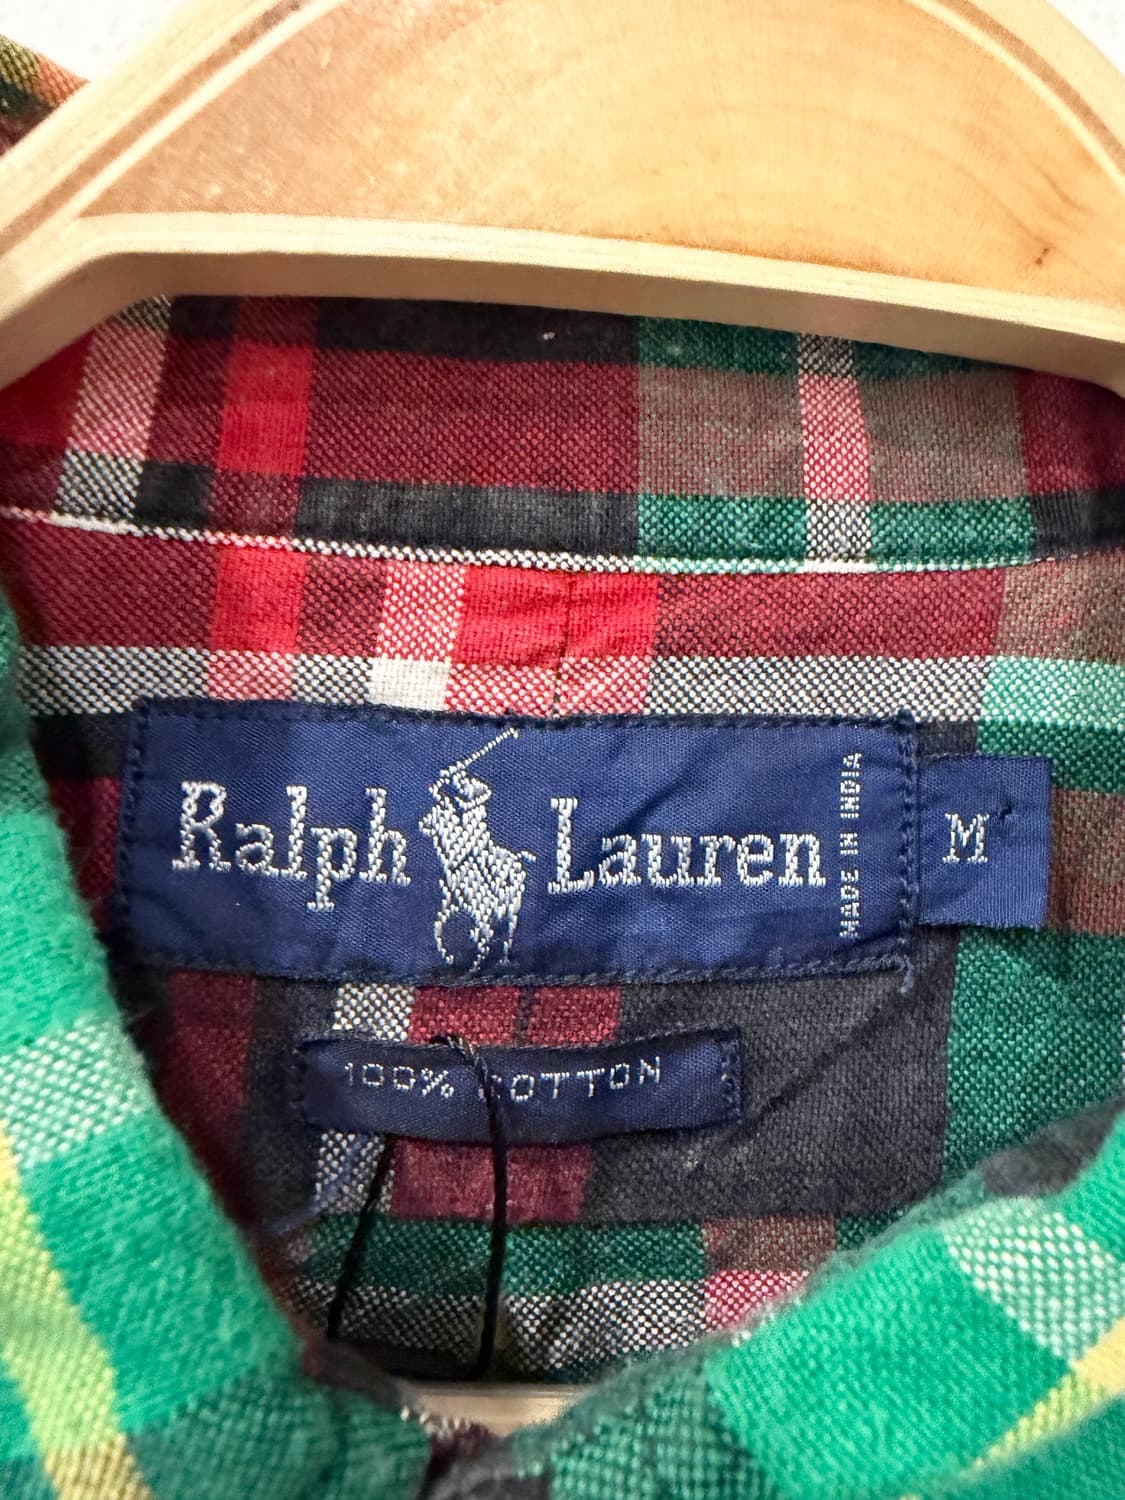 Ralph Lauren
MADE IN INDIA
M
100% COTTON